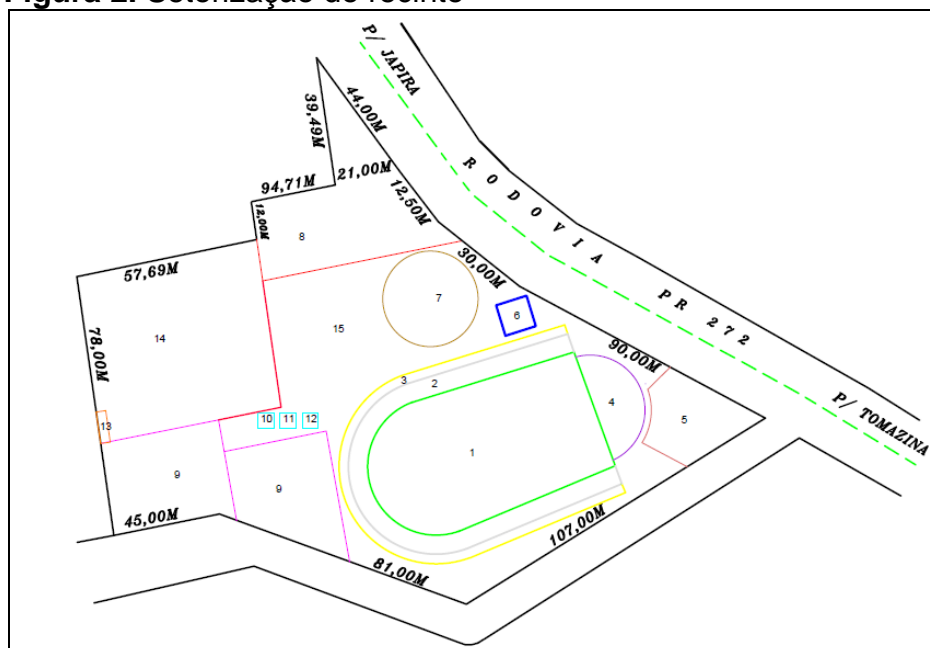 Figura 2. Setorização do recinto
P/ JAPIRA
44,00M
39,49M
21,00M
94,71M
12,50M
12,00M
RODOVIA PR 272
8
30,00M
57,69M
7
6
15
14
78,00M
90,00M
3
2
4
P/ TOMAZINA
10
11
12
5
13
1
9
9
45,00M
107,00M
81,00M